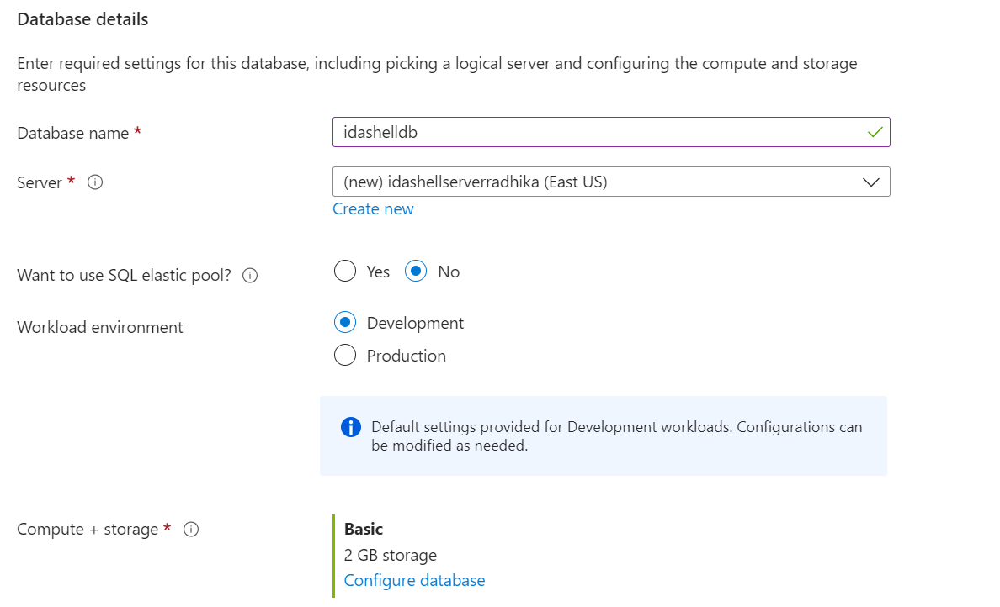 Database details
Enter required settings for this database, including picking a logical server and configuring the compute and storage
resources
Database name *
idashelldb
Server *
(new) idashellserverradhika (East US)
Create new
Want to use SQL elastic pool?
Yes
No
Workload environment
Development
Production
Default settings provided for Development workloads. Configurations can
be modified as needed.
Compute + storage *
Basic
2 GB storage
Configure database